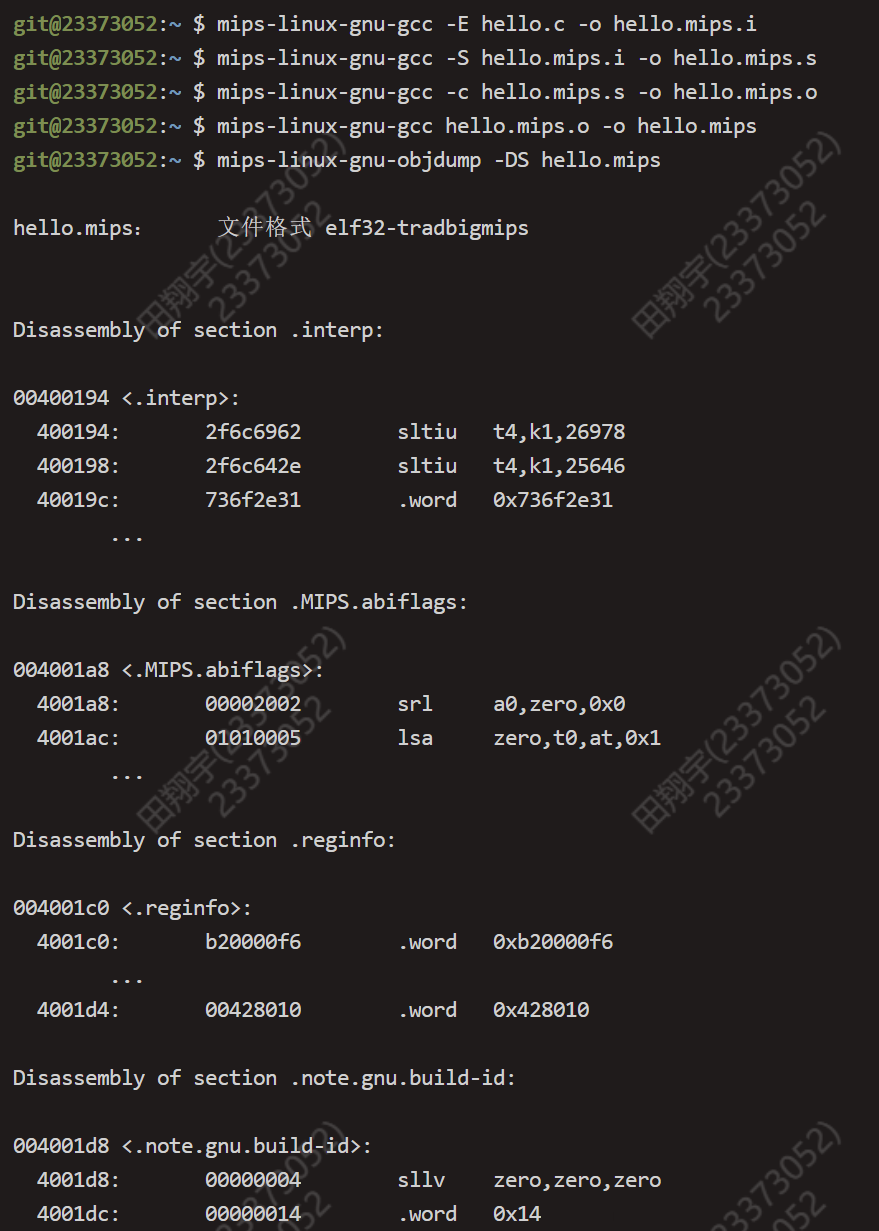 git@23373052:~ $ mips-linux-gnu-gcc -E hello.c -o hello.mips.i
git@23373052:~ $ mips-linux-gnu-gcc -S hello.mips.i -o hello.mips.s
git@23373052:~ $ mips-linux-gnu-gcc -c hello.mips.s -o hello.mips.o
git@23373052:~ $ mips-linux-gnu-gcc hello.mips.o -o hello.mips
git@23373052:~ $ mips-linux-gnu-objdump -DS hello.mips
hello.mips:      文件格式 elf32-tradbigmips
Disassembly of section .interp:
00400194 <.interp>:
  400194:       2f6c6962        sltiu   t4,k1,26978
  400198:       2f6c642e        sltiu   t4,k1,25646
  40019c:       736f2e31        .word   0x736f2e31
        ...
Disassembly of section .MIPS.abiflags:
004001a8 <.MIPS.abiflags>:
  4001a8:       00002002        srl     a0,zero,0x0
  4001ac:       01010005        lsa     zero,t0,at,0x1
        ...
Disassembly of section .reginfo:
004001c0 <.reginfo>:
  4001c0:       b20000f6        .word   0xb20000f6
        ...
  4001d4:       00428010        .word   0x428010
Disassembly of section .note.gnu.build-id:
004001d8 <.note.gnu.build-id>:
  4001d8:       00000004        sllv    zero,zero,zero
  4001dc:       00000014        .word   0x14
田翔宇(23373052)
23373052
田翔宇(23373052)
23373052
田翔宇(23373052)
23373052
田翔宇(23373052)
23373052
23373052)
23373052
23373052)
23373052